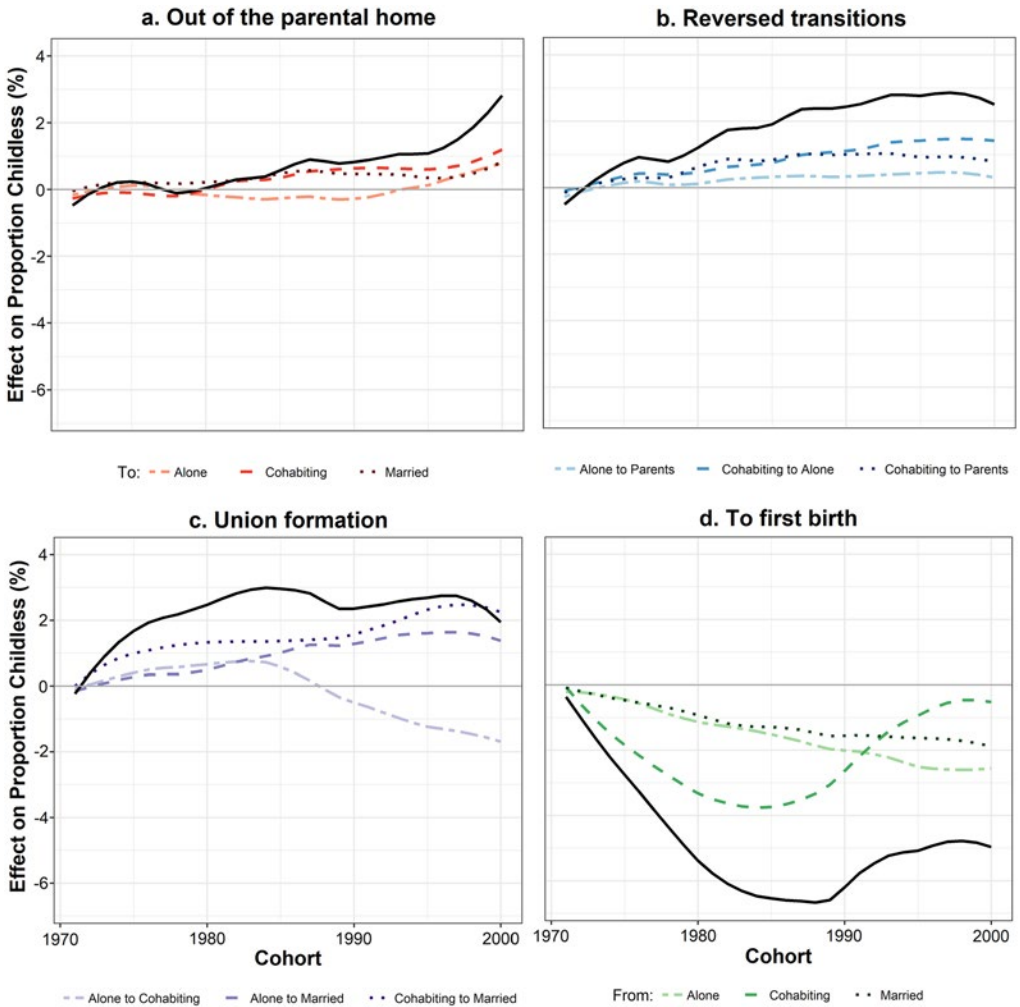 a. Out of the parental home
b. Reversed transitions
Effect on Proportion Childless (%)
4
2
0
-2
-4
-6
To: Alone Cohabiting Married
Alone to Parents Cohabiting to Alone Cohabiting to Parents
c. Union formation
d. To first birth
Effect on Proportion Childless (%)
4
2
0
-2
-4
-6
1970 1980 1990 2000
1970 1980 1990 2000
Cohort
Cohort
Alone to Cohabiting Alone to Married Cohabiting to Married
From: Alone Cohabiting Married